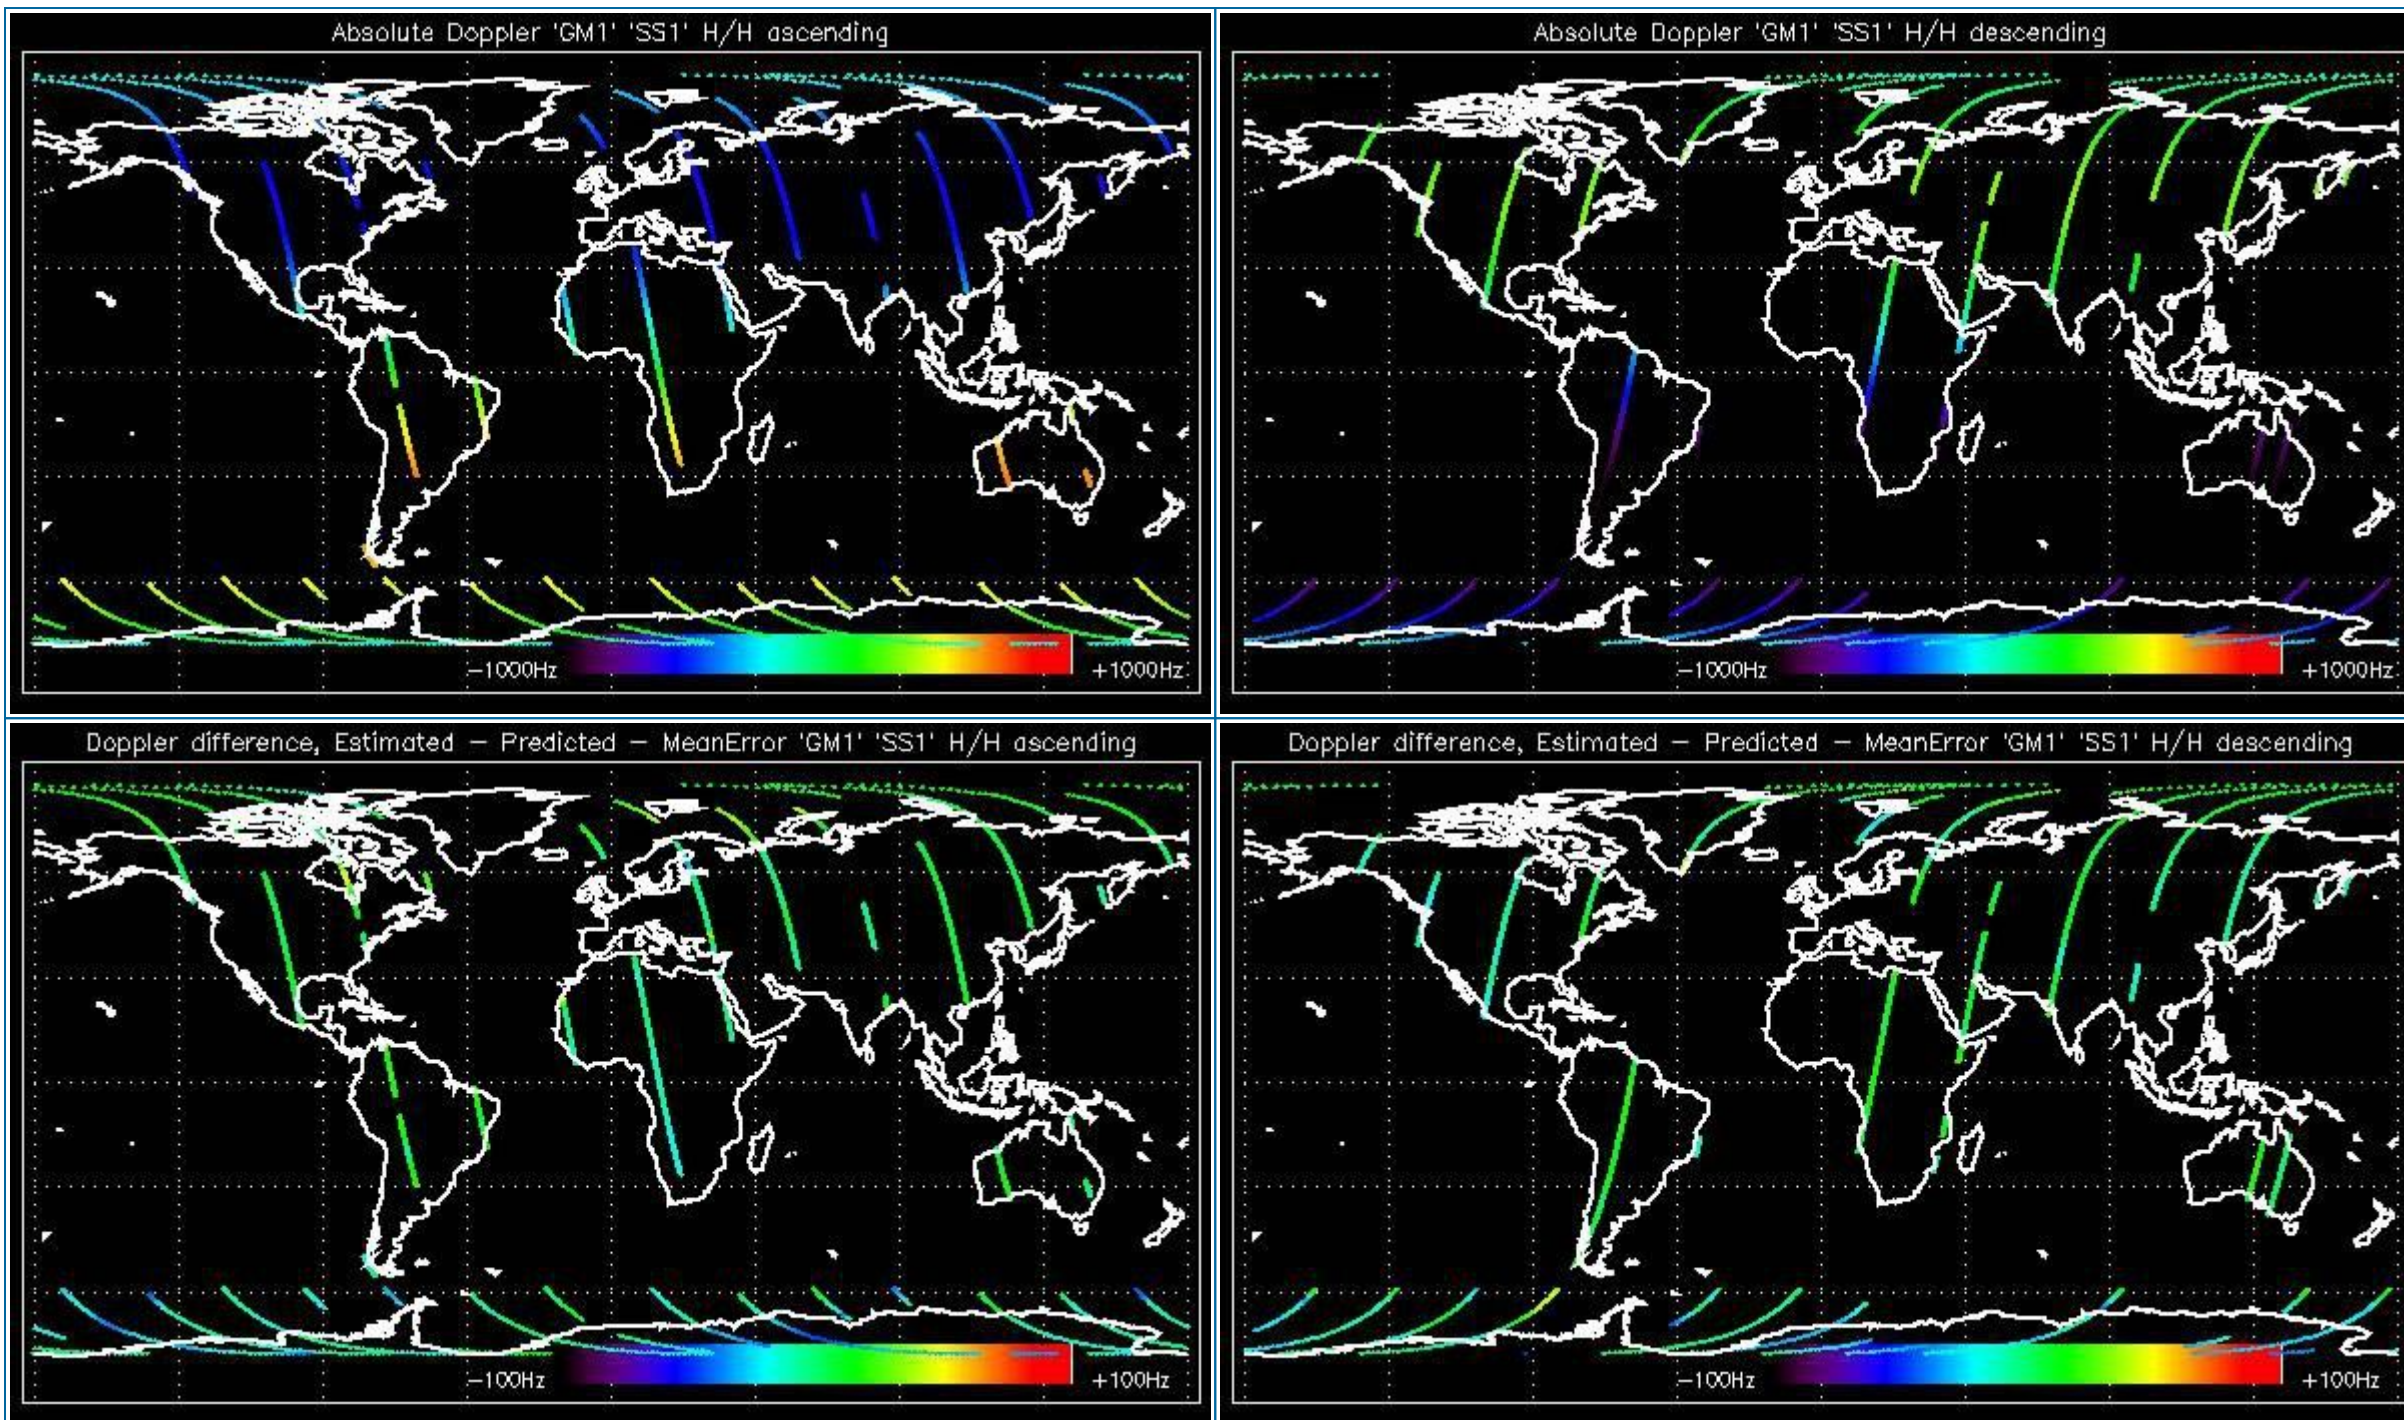 Absolute Doppler 'GM1' 'SS1' H/H ascending
−1000Hz
+1000Hz
Absolute Doppler 'GM1' 'SS1' H/H descending
−1000Hz
+1000Hz
Doppler difference, Estimated − Predicted − MeanError 'GM1' 'SS1' H/H ascending
−100Hz
+100Hz
Doppler difference, Estimated − Predicted − MeanError 'GM1' 'SS1' H/H descending
−100Hz
+100Hz